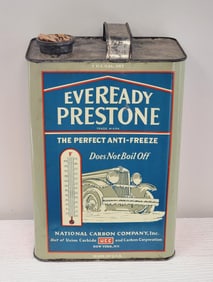 EVEREADY
PRESTONE
TRADE MARK
THE PERFECT ANTI-FREEZE
Does Not Boil Off
NATIONAL CARBON COMPANY, Inc.
Unit of Union Carbide UCC and Carbon Corporation
NEW YORK, N.Y.